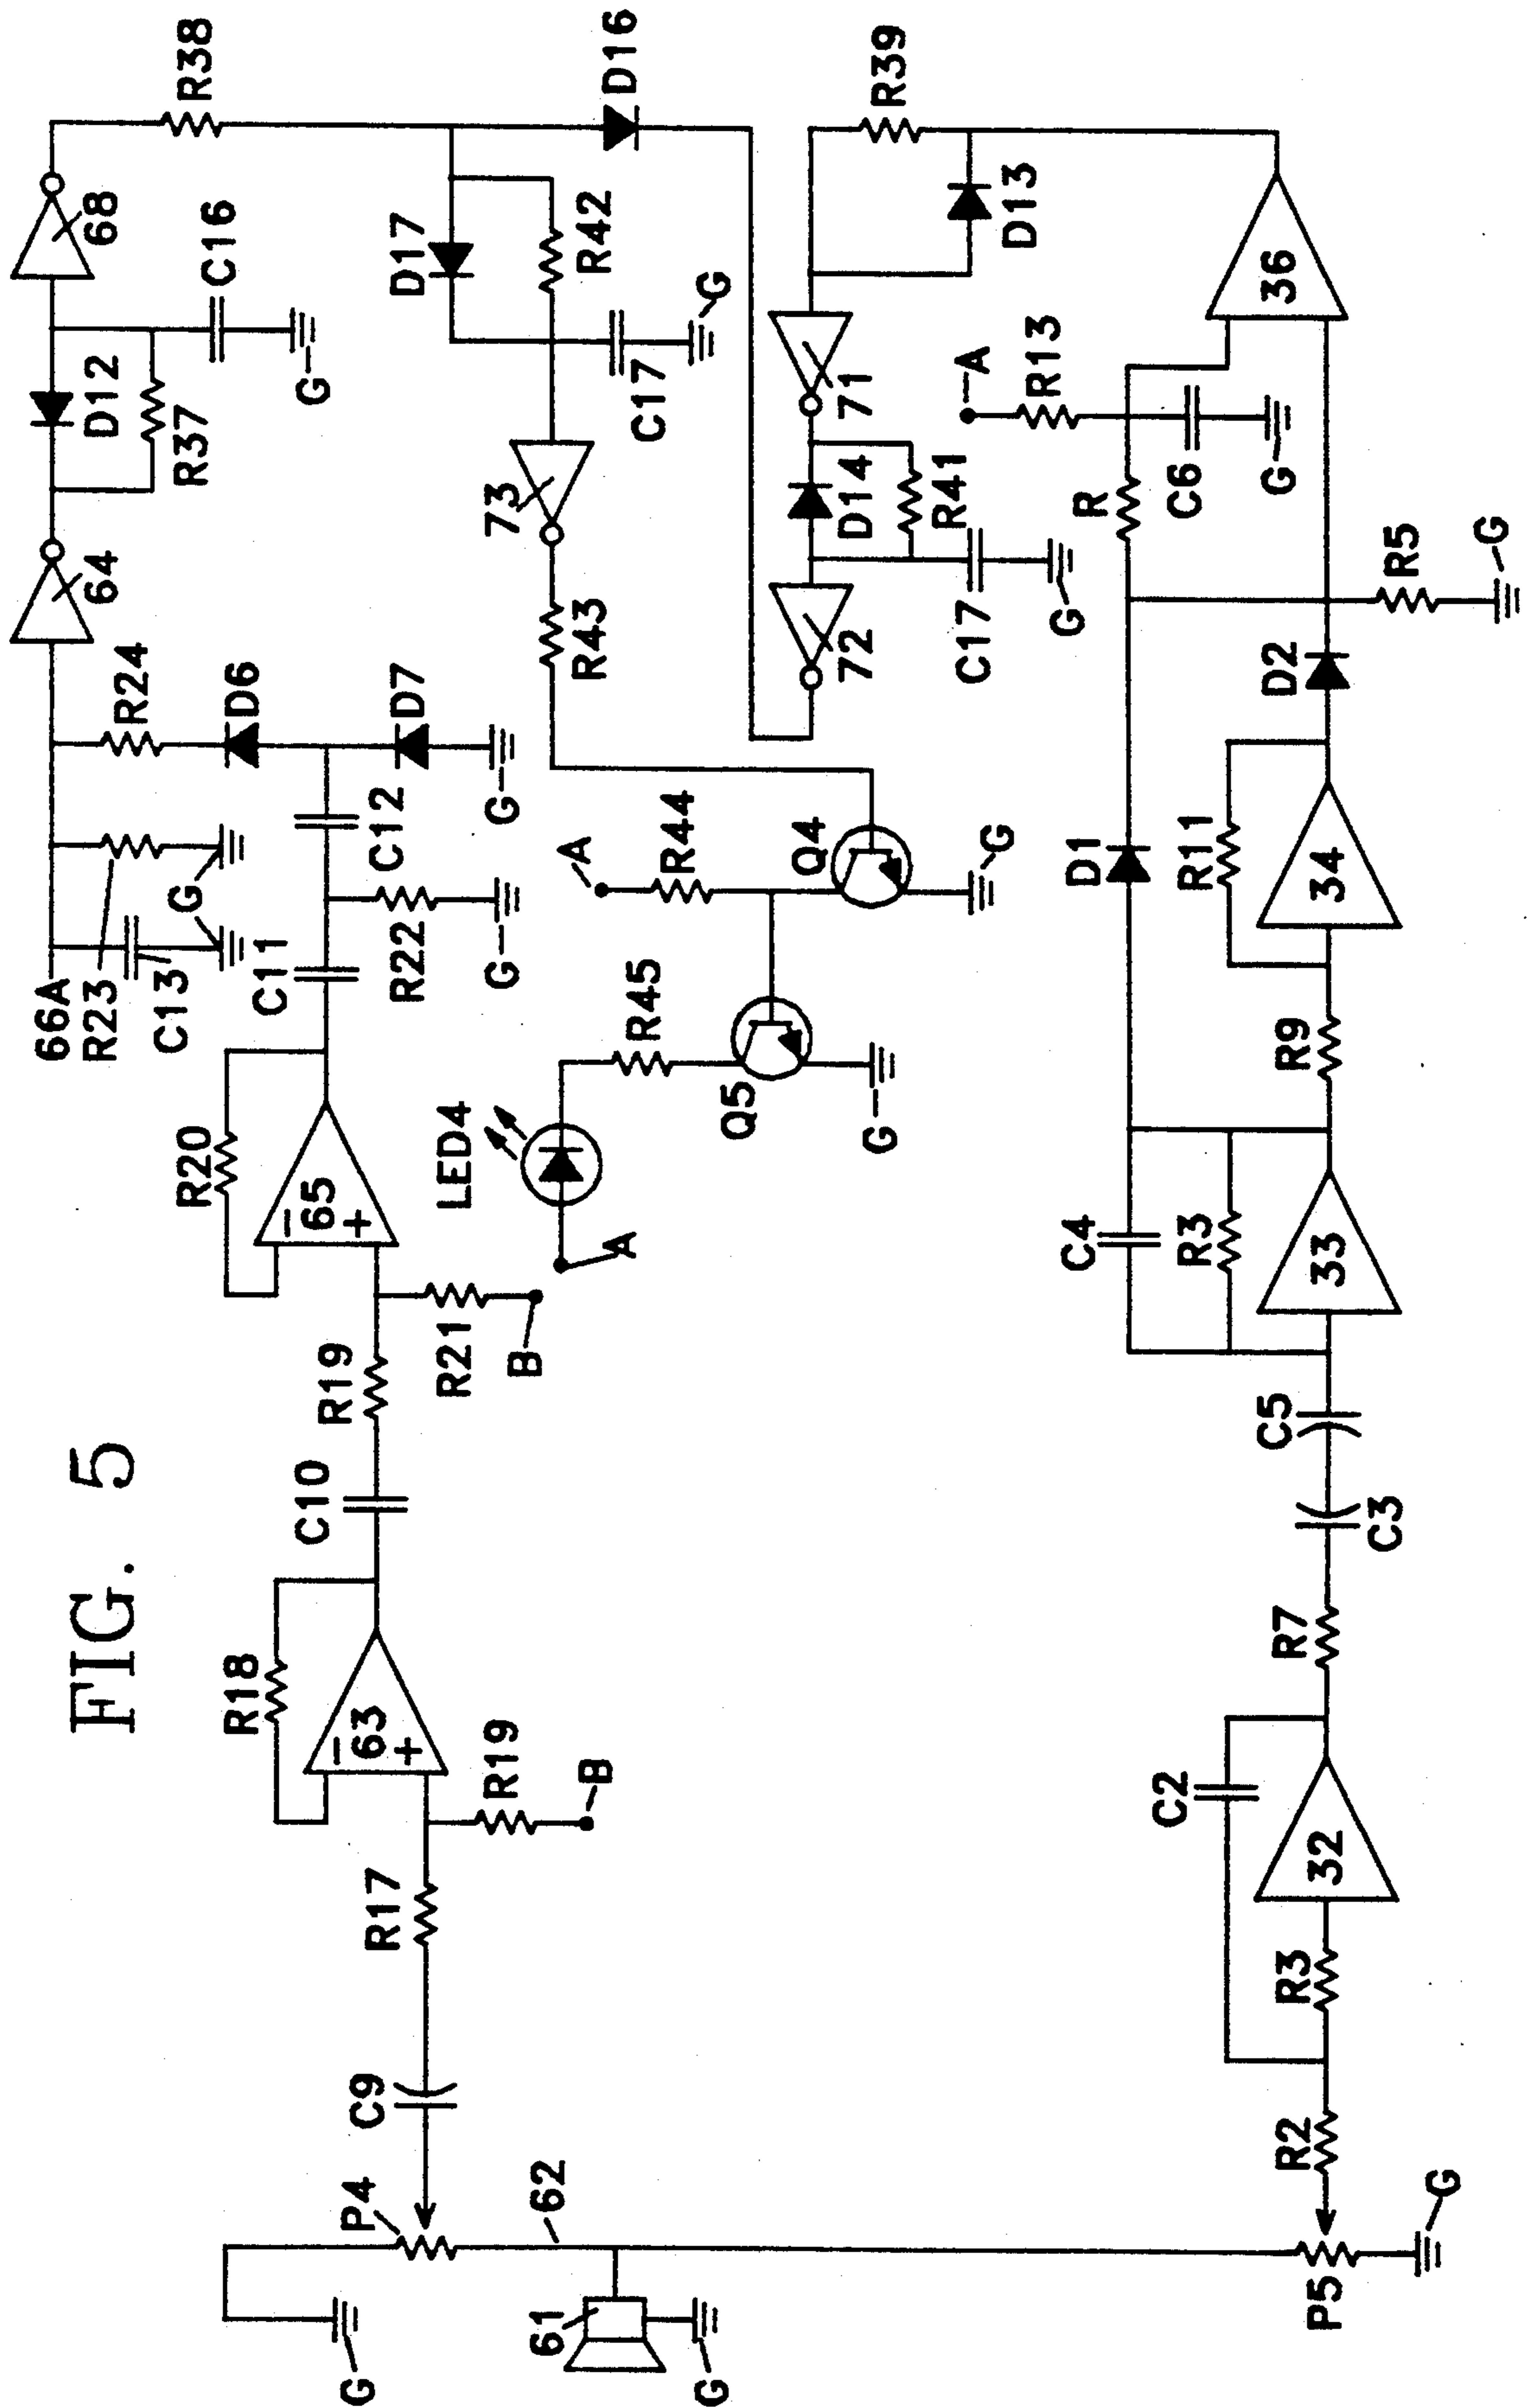 FIG. 5
R18
63
−
+
R17
C9
P4
G
61
62
G
R19
B
C10
R19
R20
−
65
+
R21
B
C11
R22
G
C12
66A
R23
C13
G
R24
D6
D7
G
64
D12
R37
C16
G
68
R38
D17
R42
C17
G
D16
73
R43
LED4
A
R45
Q5
G
A
R44
Q4
G
R39
D13
71
D14
R41
C17
G
72
P5
G
R2
R3
C2
32
R7
C3
C5
C4
R3
33
R9
R11
34
D1
D2
R5
G
R
A
R13
C6
G
36